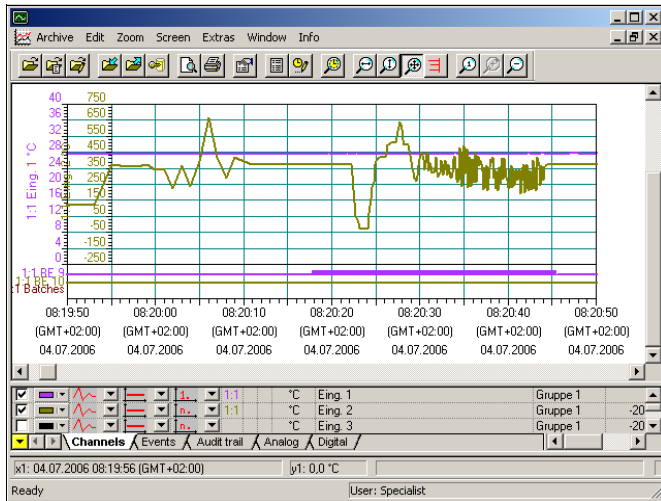 Archive Edit Zoom Screen Extras Window Info
40 750
36 650
32 550
28 450
24 350
20 250
16 150
12 50
8 -50
4 -150
0 -250
1:1 Eing. 1 °C
1:1 BE 9
1:1 BE 10
:1 Batches
08:19:50 08:20:00 08:20:10 08:20:20 08:20:30 08:20:40 08:20:50
(GMT+02:00) (GMT+02:00) (GMT+02:00) (GMT+02:00) (GMT+02:00) (GMT+02:00) (GMT+02:00)
04.07.2006 04.07.2006 04.07.2006 04.07.2006 04.07.2006 04.07.2006 04.07.2006
1. 1:1 °C Eing. 1 Gruppe 1
n. 1:1 °C Eing. 2 Gruppe 1 -20
n. °C Eing. 3 Gruppe 1 -20
Channels Events Audit trail Analog Digital
x1: 04.07.2006 08:19:56 (GMT+02:00) y1: 0,0 °C
Ready User: Specialist